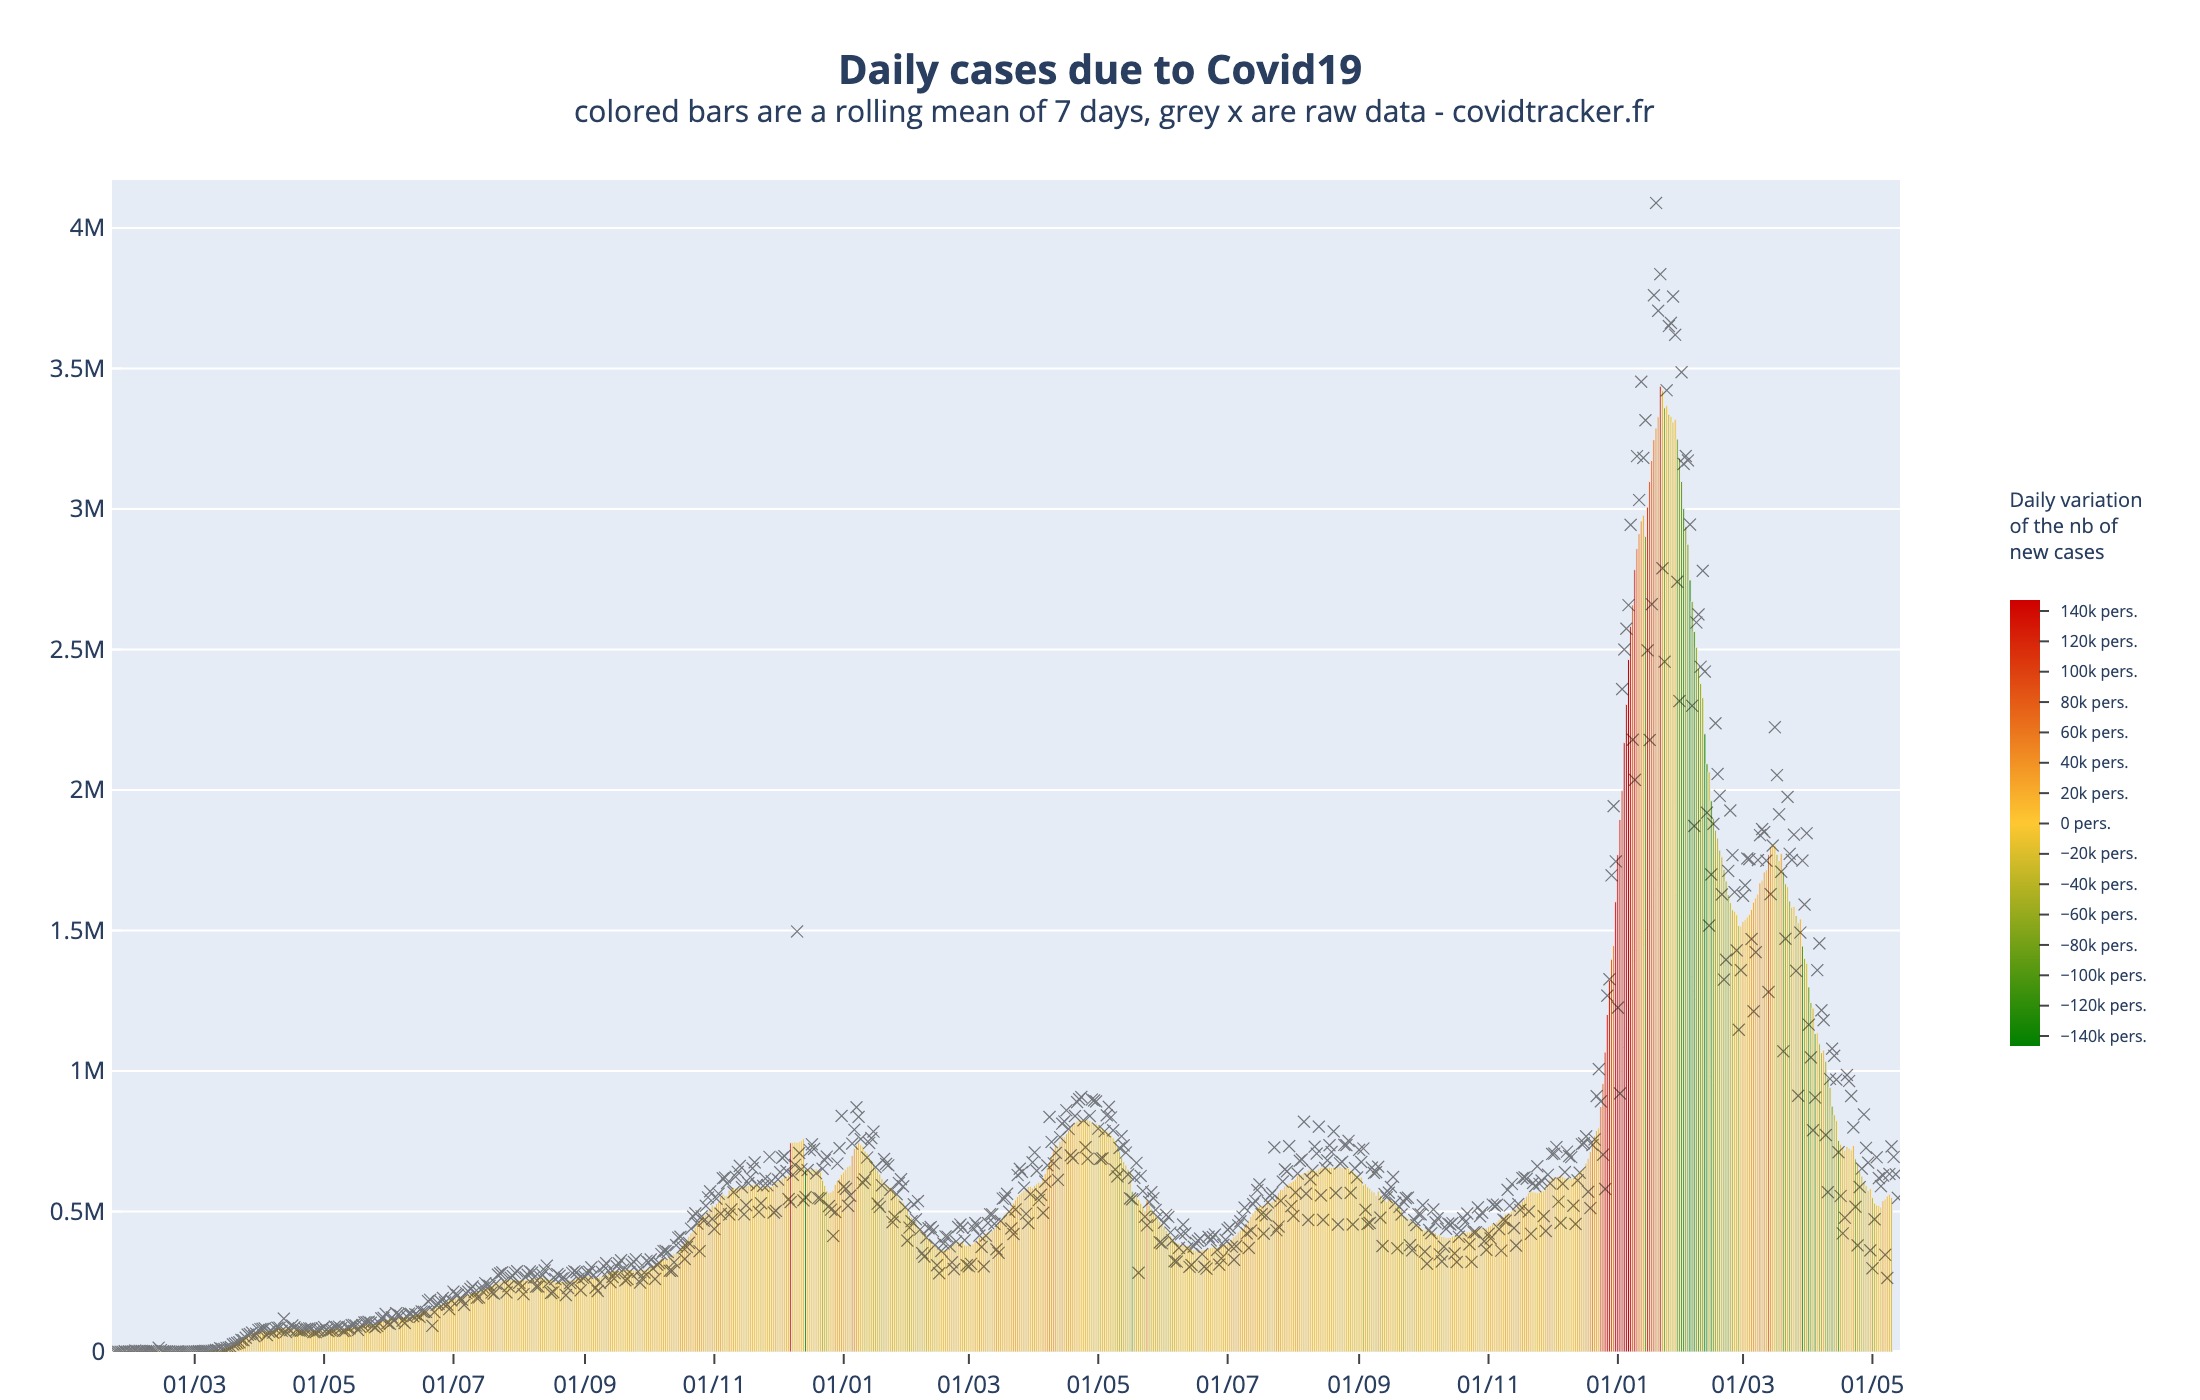 Daily cases due to Covid19
colored bars are a rolling mean of 7 days, grey x are raw data - covidtracker.fr
4M
3.5M
3M
2.5M
2M
1.5M
1M
0.5M
0
01/03 01/05 01/07 01/09 01/11 01/01 01/03 01/05 01/07 01/09 01/11 01/01 01/03 01/05
Daily variation
of the nb of
new cases
140k pers.
120k pers.
100k pers.
80k pers.
60k pers.
40k pers.
20k pers.
0 pers.
−20k pers.
−40k pers.
−60k pers.
−80k pers.
−100k pers.
−120k pers.
−140k pers.